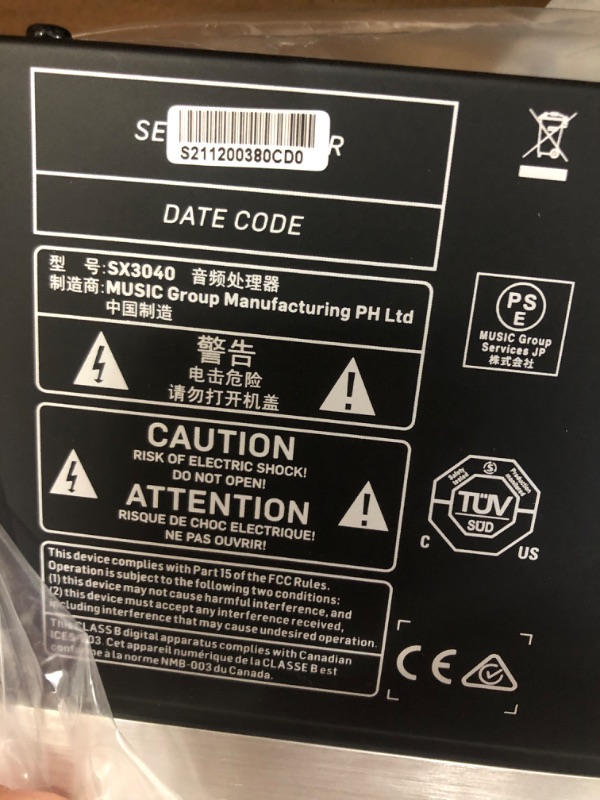 SE R
S211200380CD0
DATE CODE
型 号:SX3040 音频处理器
制造商:MUSIC Group Manufacturing PH Ltd
中国制造
警告
电击危险
请勿打开机盖
CAUTION
RISK OF ELECTRIC SHOCK!
DO NOT OPEN!
ATTENTION
RISQUE DE CHOC ELECTRIQUE!
NE PAS OUVRIR!
This device complies with Part 15 of the FCC Rules.
Operation is subject to the following two conditions:
(1) this device may not cause harmful interference, and
(2) this device must accept any interference received,
including interference that may cause undesired operation.
This CLASS B digital apparatus complies with Canadian
ICES-003. Cet appareil numérique de la CLASSE B est
conforme à la norme NMB-003 du Canada.
PS
E
MUSIC Group
Services JP
株式会社
Safety tested
Production monitored
TÜV
SÜD
C US
CE